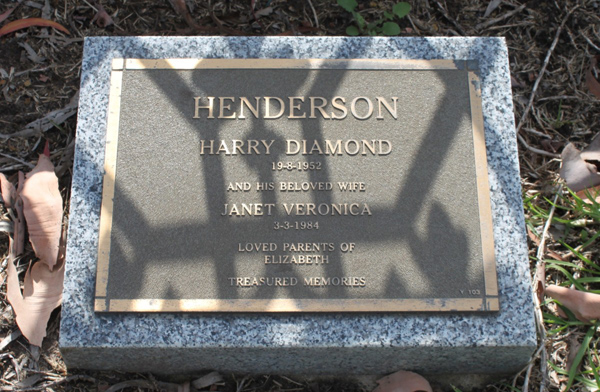 HENDERSON
HARRY DIAMOND
19-8-1952
AND HIS BELOVED WIFE
JANET VERONICA
3-3-1984
LOVED PARENTS OF
ELIZABETH
TREASURED MEMORIES